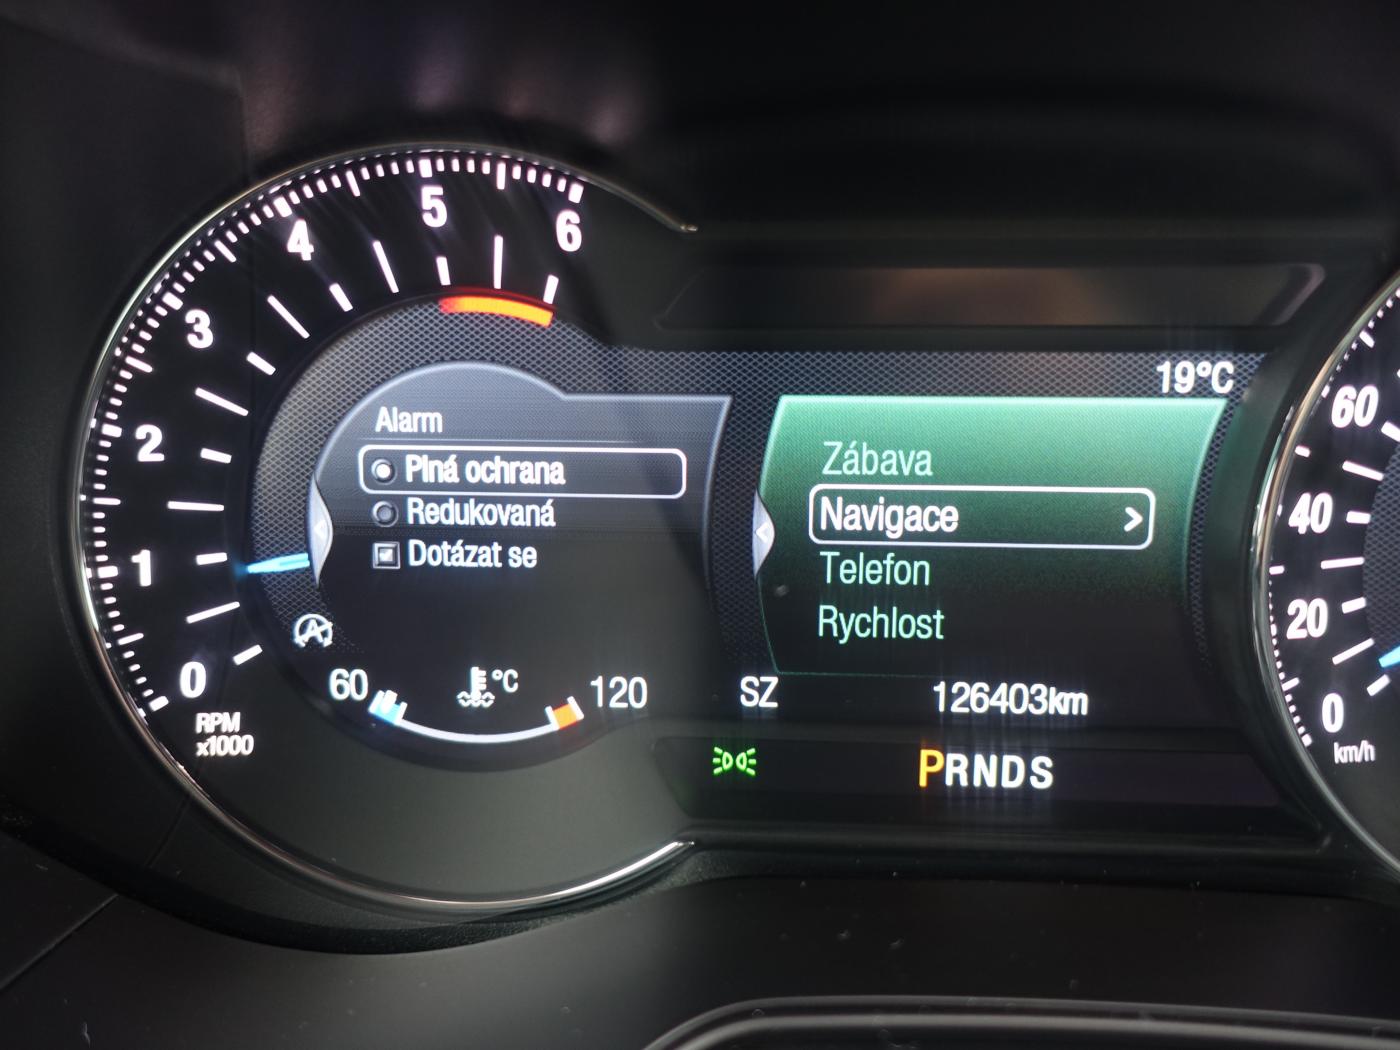 0
1
2
3
4
5
6
RPM
x1000
Alarm
Plná ochrana
Redukovaná
Dotázat se
60
°C
120
19°C
Zábava
Navigace >
Telefon
Rychlost
SZ
126403km
PRNDS
60
40
20
0
km/h